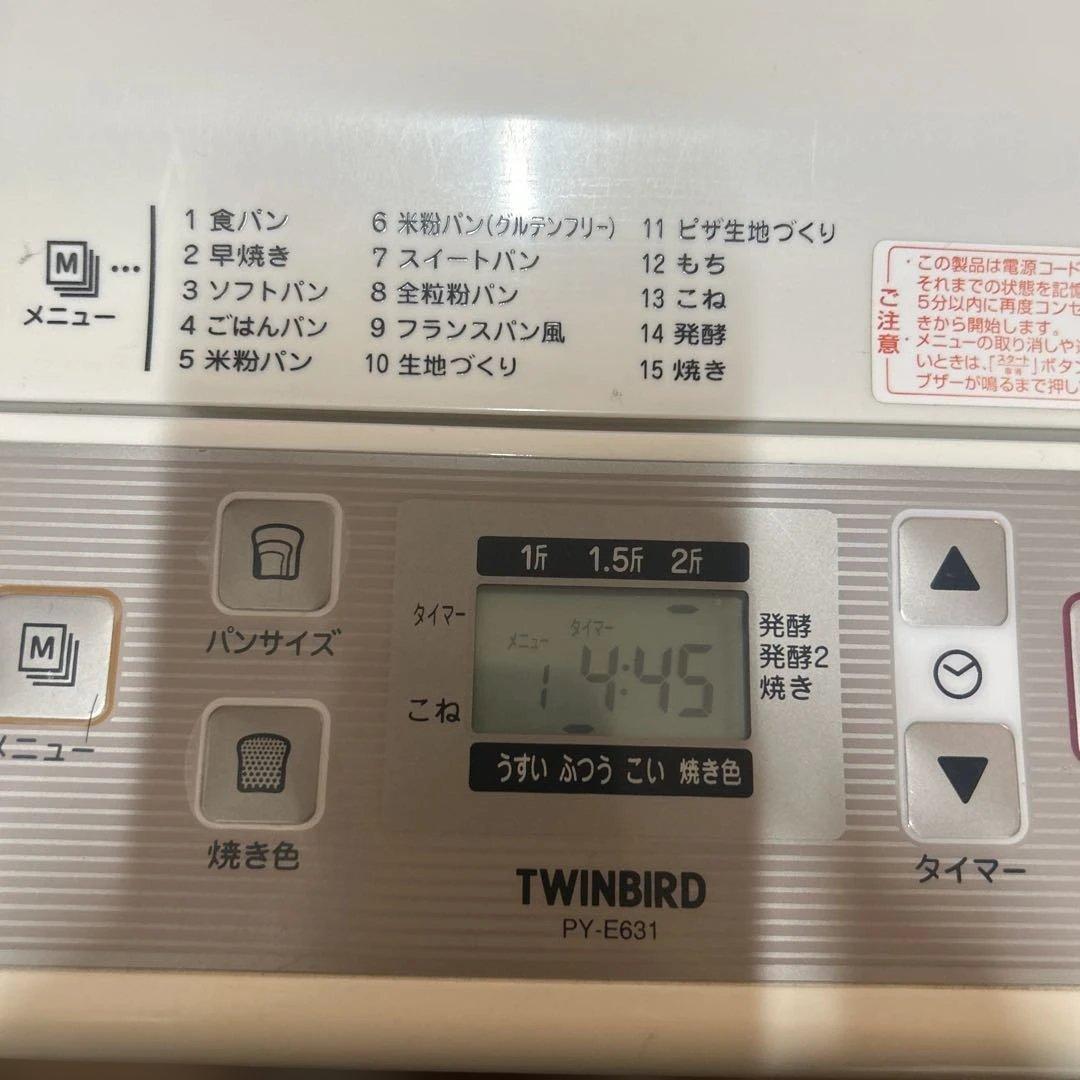 M ...
メニュー
1 食パン
2 早焼き
3 ソフトパン
4 ごはんパン
5 米粉パン
6 米粉パン(グルテンフリー)
7 スイートパン
8 全粒粉パン
9 フランスパン風
10 生地づくり
11 ピザ生地づくり
12 もち
13 こね
14 発酵
15 焼き
ご注意
・この製品は電源コード
それまでの状態を記憶
5分以内に再度コンセ
きから開始します。
・メニューの取り消しや
いときは、「スタート」ボタン
ブザーが鳴るまで押し
M
メニュー
パンサイズ
焼き色
1斤 1.5斤 2斤
タイマー
こね
メニュー タイマー
1 4:45
発酵
発酵2
焼き
うすい ふつう こい 焼き色
タイマー
TWINBIRD
PY-E631